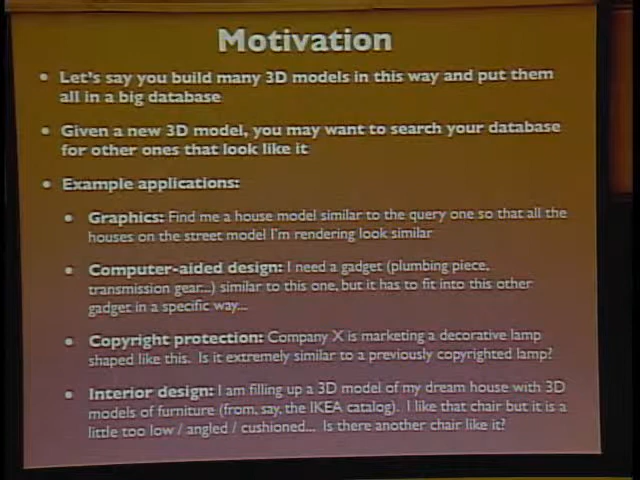 Motivation
• Let's say you build many 3D models in this way and put them
all in a big database
• Given a new 3D model, you may want to search your database
for other ones that look like it
• Example applications:
• Graphics: Find me a house model similar to the query one so that all the
houses on the street model I'm rendering look similar
• Computer-aided design: I need a gadget (plumbing piece,
transmission gear...) similar to this one, but it has to fit into this other
gadget in a specific way...
• Copyright protection: Company X is marketing a decorative lamp
shaped like this. Is it extremely similar to a previously copyrighted lamp?
• Interior design: I am filling up a 3D model of my dream house with 3D
models of furniture (from, say, the IKEA catalog). I like that chair but it is a
little too low / angled / cushioned... Is there another chair like it?